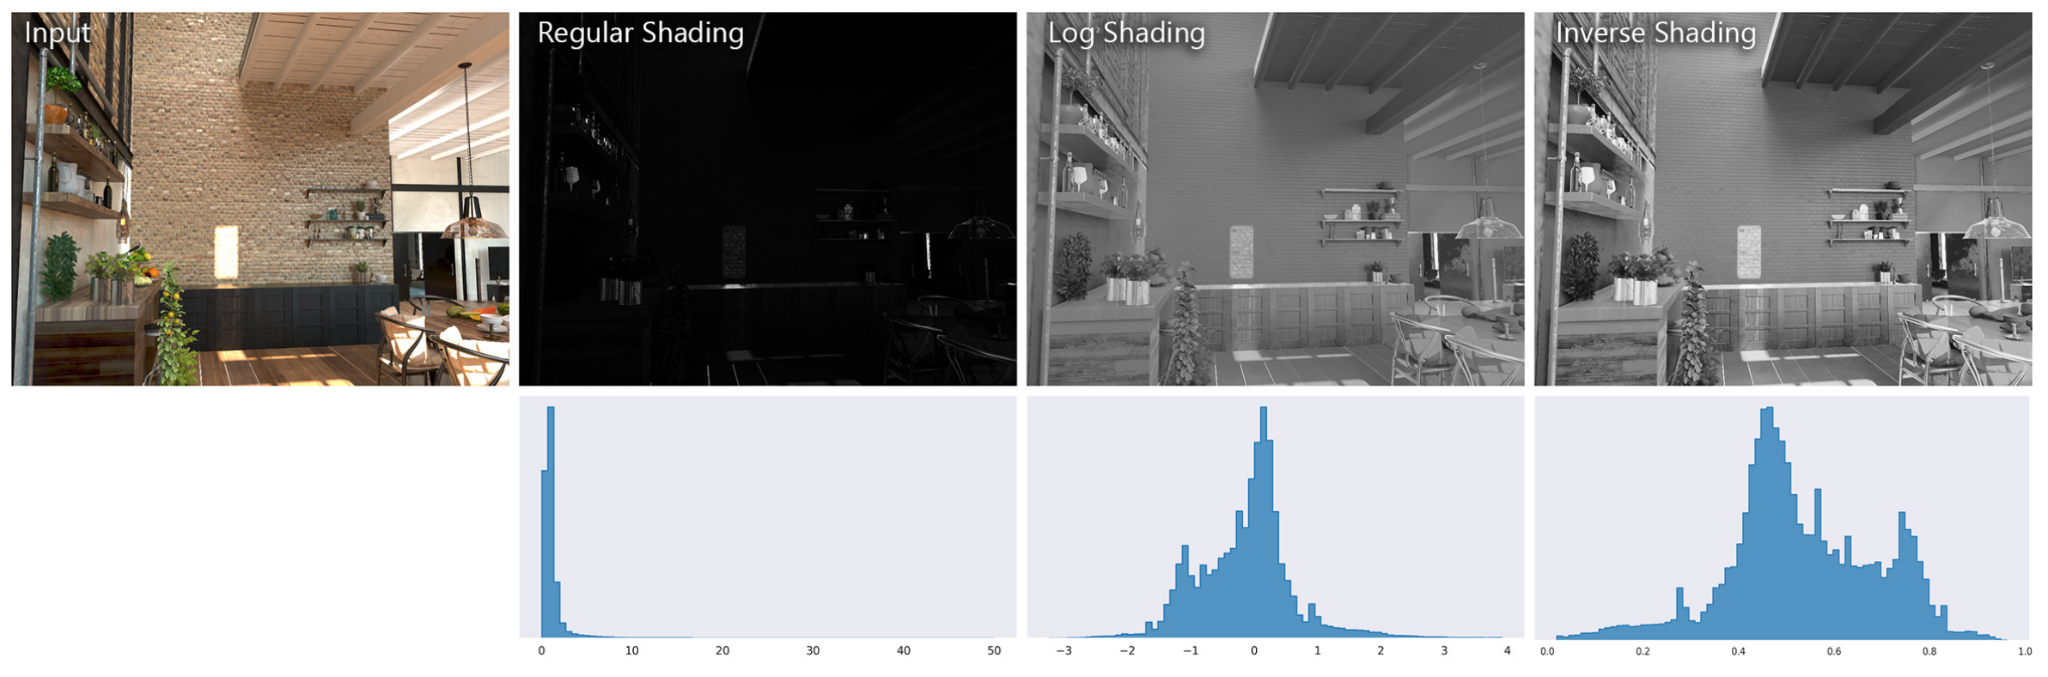 Input
Regular Shading
Log Shading
Inverse Shading
0 10 20 30 40 50
−3 −2 −1 0 1 2 3 4
0.0 0.2 0.4 0.6 0.8 1.0